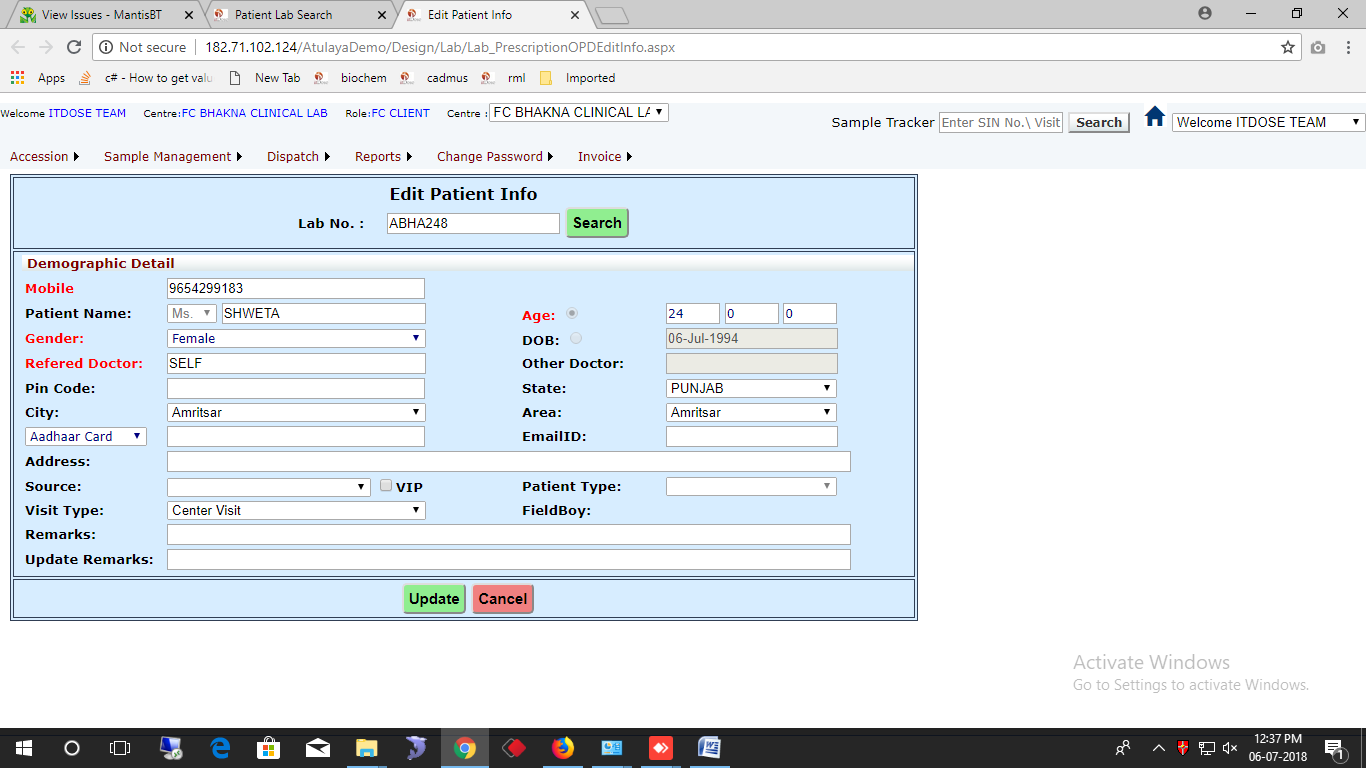 View Issues - MantisBT
Patient Lab Search
Edit Patient Info
Not secure 182.71.102.124/AtulayaDemo/Design/Lab/Lab_PrescriptionOPDEditInfo.aspx
Apps c# - How to get valu New Tab biochem cadmus rml Imported
Welcome ITDOSE TEAM Centre:FC BHAKNA CLINICAL LAB Role:FC CLIENT Centre : FC BHAKNA CLINICAL LA
Sample Tracker Enter SIN No.\ Visit Search Welcome ITDOSE TEAM
Accession Sample Management Dispatch Reports Change Password Invoice
Edit Patient Info
Lab No. : ABHA248 Search
Demographic Detail
Mobile 9654299183
Patient Name: Ms. SHWETA Age: 24 0 0
Gender: Female DOB: 06-Jul-1994
Refered Doctor: SELF Other Doctor:
Pin Code: State: PUNJAB
City: Amritsar Area: Amritsar
Aadhaar Card EmailID:
Address:
Source: VIP Patient Type:
Visit Type: Center Visit FieldBoy:
Remarks:
Update Remarks:
Update Cancel
Activate Windows
Go to Settings to activate Windows.
12:37 PM
06-07-2018
1